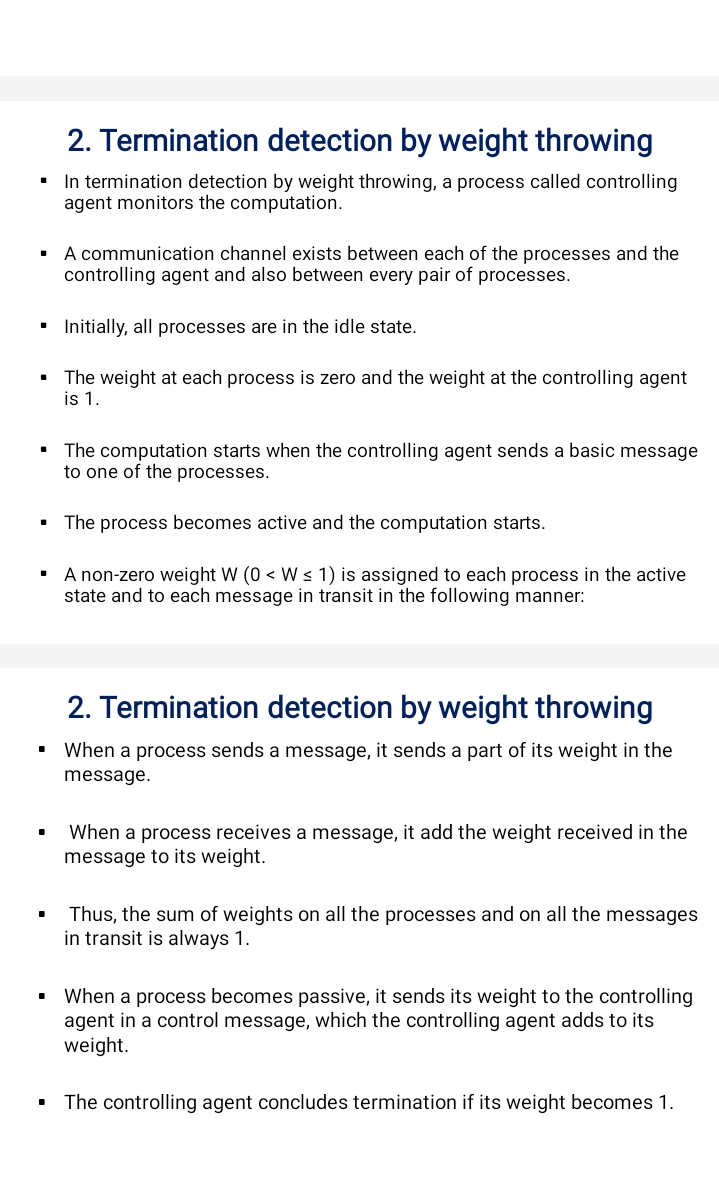 2. Termination detection by weight throwing
▪ In termination detection by weight throwing, a process called controlling
agent monitors the computation.
▪ A communication channel exists between each of the processes and the
controlling agent and also between every pair of processes.
▪ Initially, all processes are in the idle state.
▪ The weight at each process is zero and the weight at the controlling agent
is 1.
▪ The computation starts when the controlling agent sends a basic message
to one of the processes.
▪ The process becomes active and the computation starts.
▪ A non-zero weight W (0 < W ≤ 1) is assigned to each process in the active
state and to each message in transit in the following manner:
2. Termination detection by weight throwing
▪ When a process sends a message, it sends a part of its weight in the
message.
▪ When a process receives a message, it add the weight received in the
message to its weight.
▪ Thus, the sum of weights on all the processes and on all the messages
in transit is always 1.
▪ When a process becomes passive, it sends its weight to the controlling
agent in a control message, which the controlling agent adds to its
weight.
▪ The controlling agent concludes termination if its weight becomes 1.